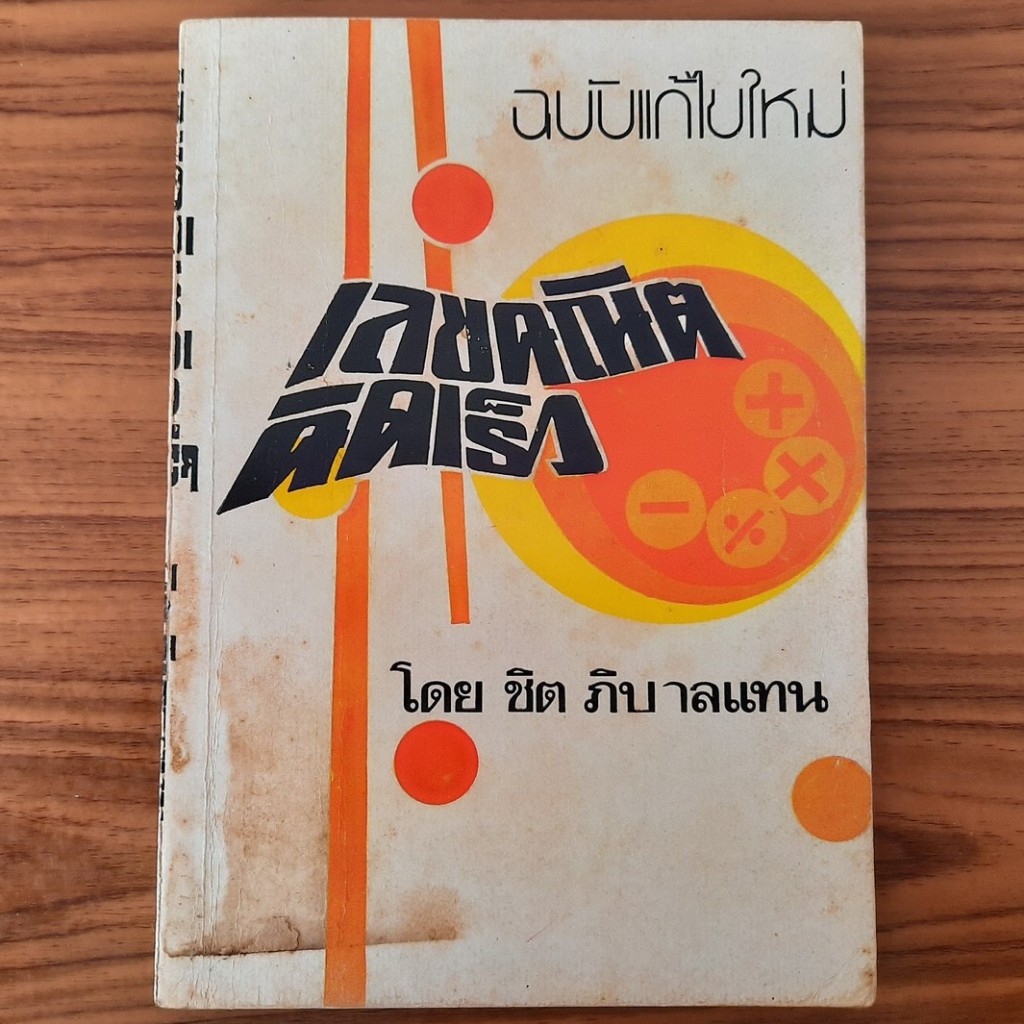 ฉบับแก้ไขใหม่
เลขคณิต
คิดเร็ว
โดย ชิต ภิบาลแทน